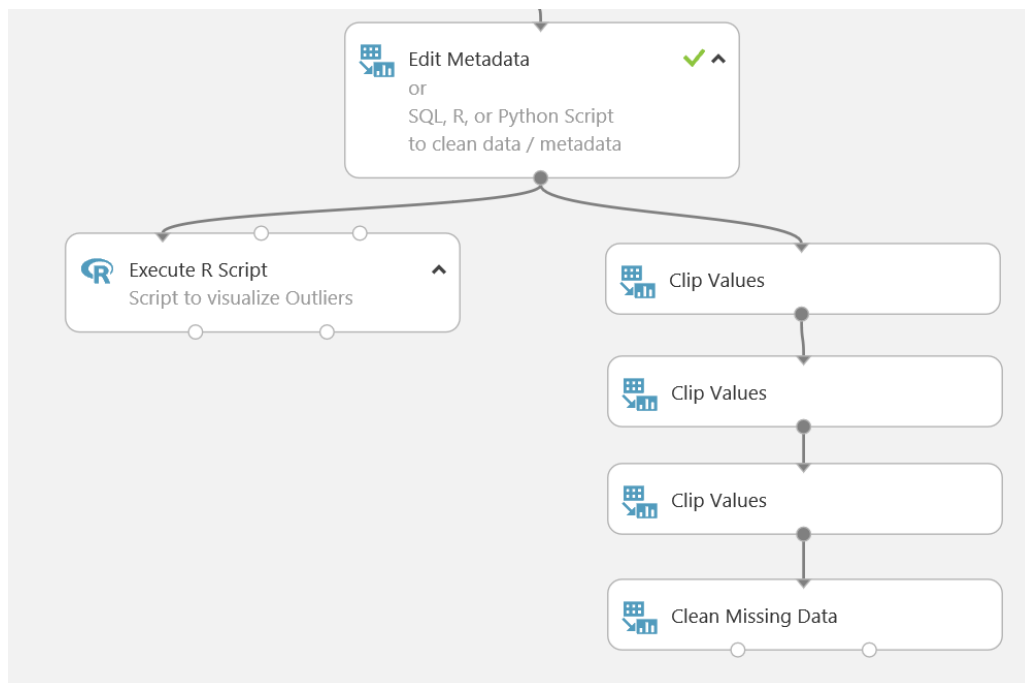 Edit Metadata
or
SQL, R, or Python Script
to clean data / metadata
Execute R Script
Script to visualize Outliers
Clip Values
Clip Values
Clip Values
Clean Missing Data